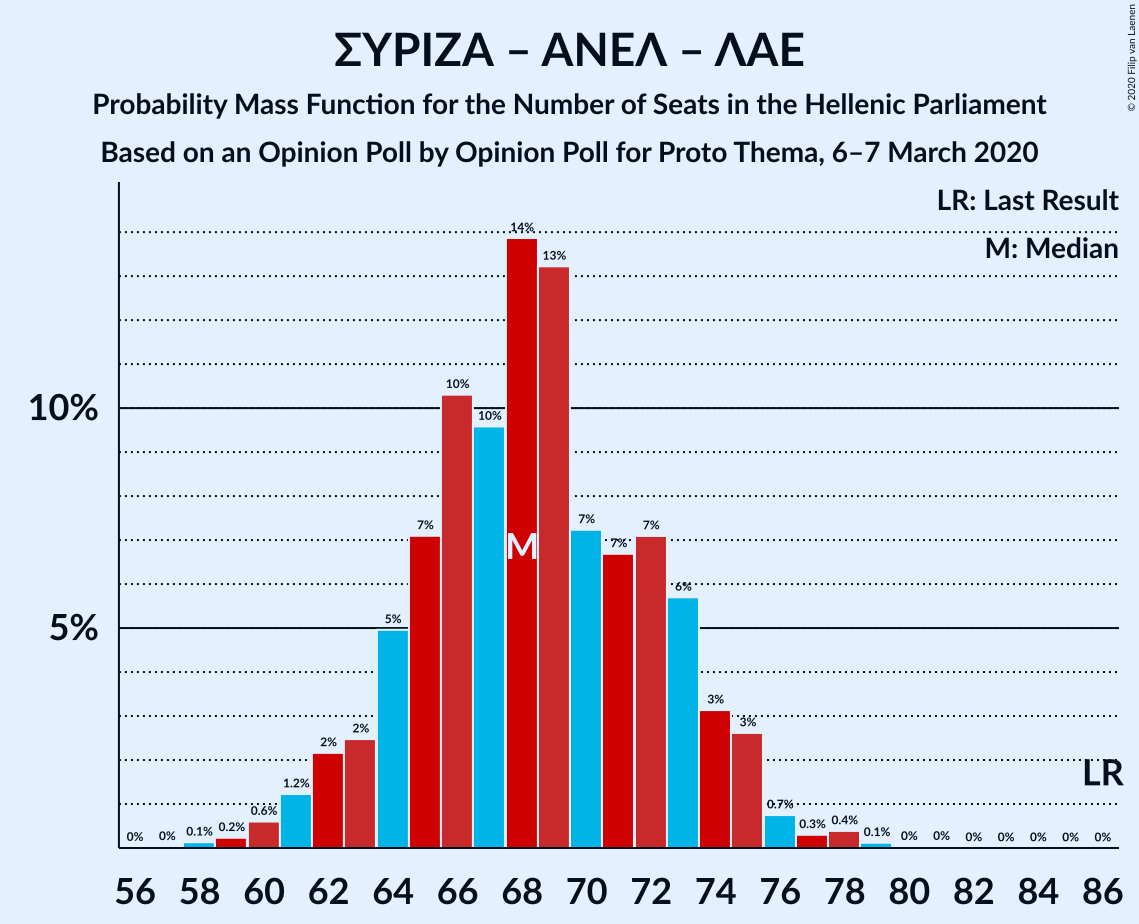 ΣΥΡΙΖΑ – ΑΝΕΛ – ΛΑΕ
Probability Mass Function for the Number of Seats in the Hellenic Parliament
Based on an Opinion Poll by Opinion Poll for Proto Thema, 6–7 March 2020
© 2020 Filip van Laenen
LR: Last Result
M: Median
10%
5%
0% 0% 0.1% 0.2% 0.6% 1.2% 2% 2% 5% 7% 10% 10% 14% 13% 7% 7% 7% 6% 3% 3% 0.7% 0.3% 0.4% 0.1% 0% 0% 0% 0% 0% 0% 0%
M
LR
56 58 60 62 64 66 68 70 72 74 76 78 80 82 84 86